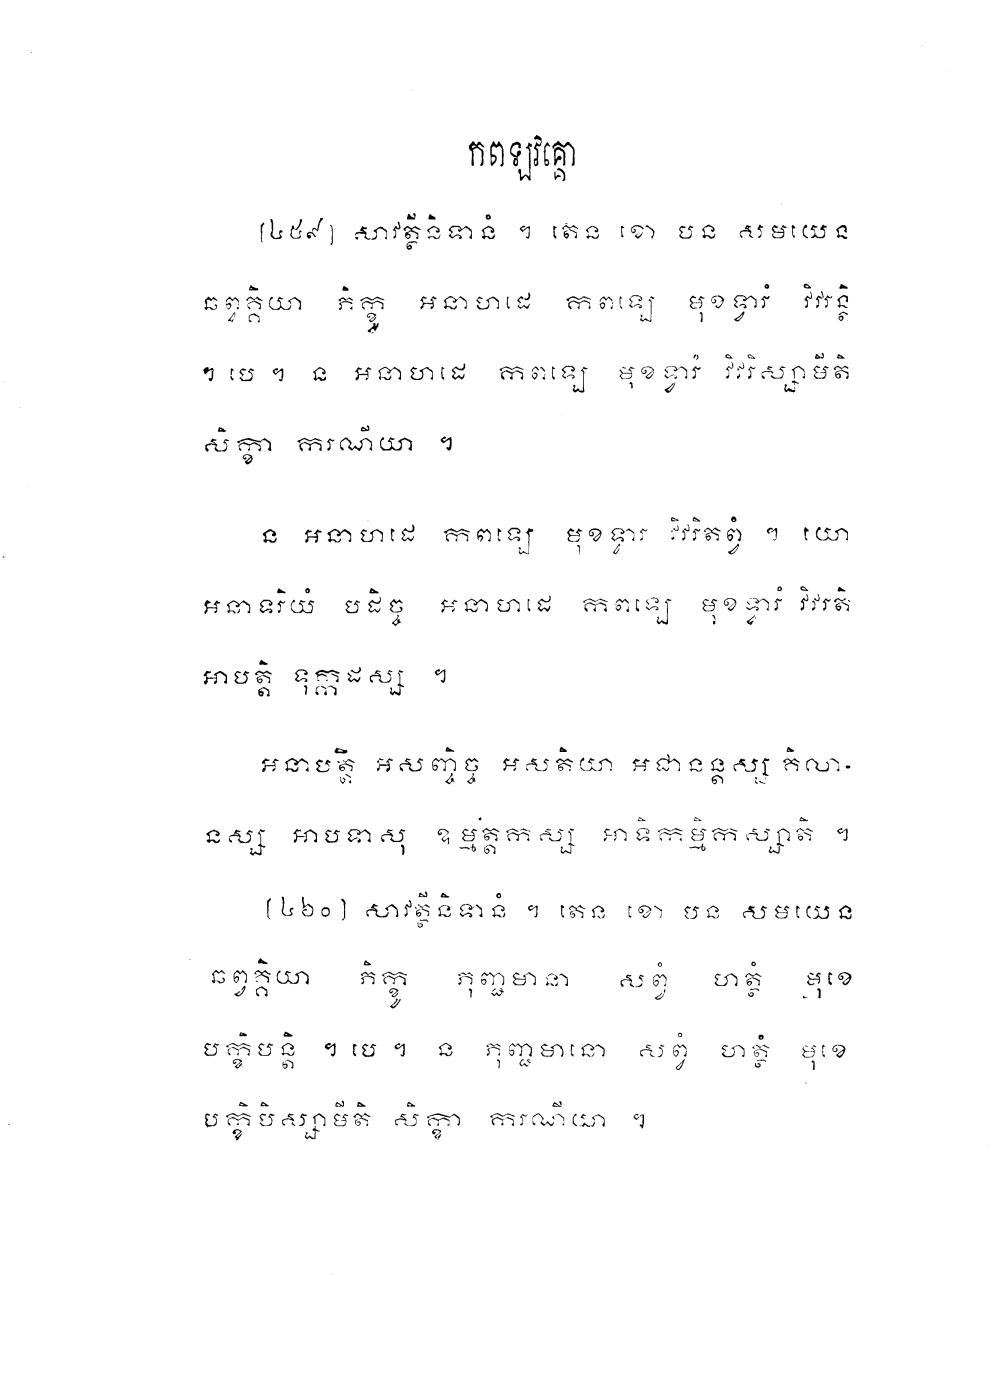 កពឡវគ្គោ
(៤៥៩) សាវត្ថីនិទានំ ។ តេន ខោ បន សមយេន
ឆព្វគ្គិយា ភិក្ខូ អនាហដេ កពឡេ មុខទ្វារំ វិវរន្តិ
។ បេ ។ ន អនាហដេ កពឡេ មុខទ្វារំ វិវរិស្សាមីតិ
សិក្ខា ករណីយា ។
ន អនាហដេ កពឡេ មុខទ្វារំ វិវរិតព្វំ ។ យោ
អនាទរិយំ បដិច្ច អនាហដេ កពឡេ មុខទ្វារំ វិវរតិ
អាបត្តិ ទុក្កដស្ស ។
អនាបត្តិ អសញ្ចិច្ច អសតិយា អជានន្តស្ស គិលា-
នស្ស អាបទាសុ ឧម្មត្តកស្ស អាទិកម្មិកស្សាតិ ។
(៤៦០) សាវត្ថីនិទានំ ។ តេន ខោ បន សមយេន
ឆព្វគ្គិយា ភិក្ខូ ភុញ្ជមានា សព្វំ ហត្ថំ មុខេ
បក្ខិបន្តិ ។ បេ ។ ន ភុញ្ជមានោ សព្វំ ហត្ថំ មុខេ
បក្ខិបិស្សាមីតិ សិក្ខា ករណីយា ។